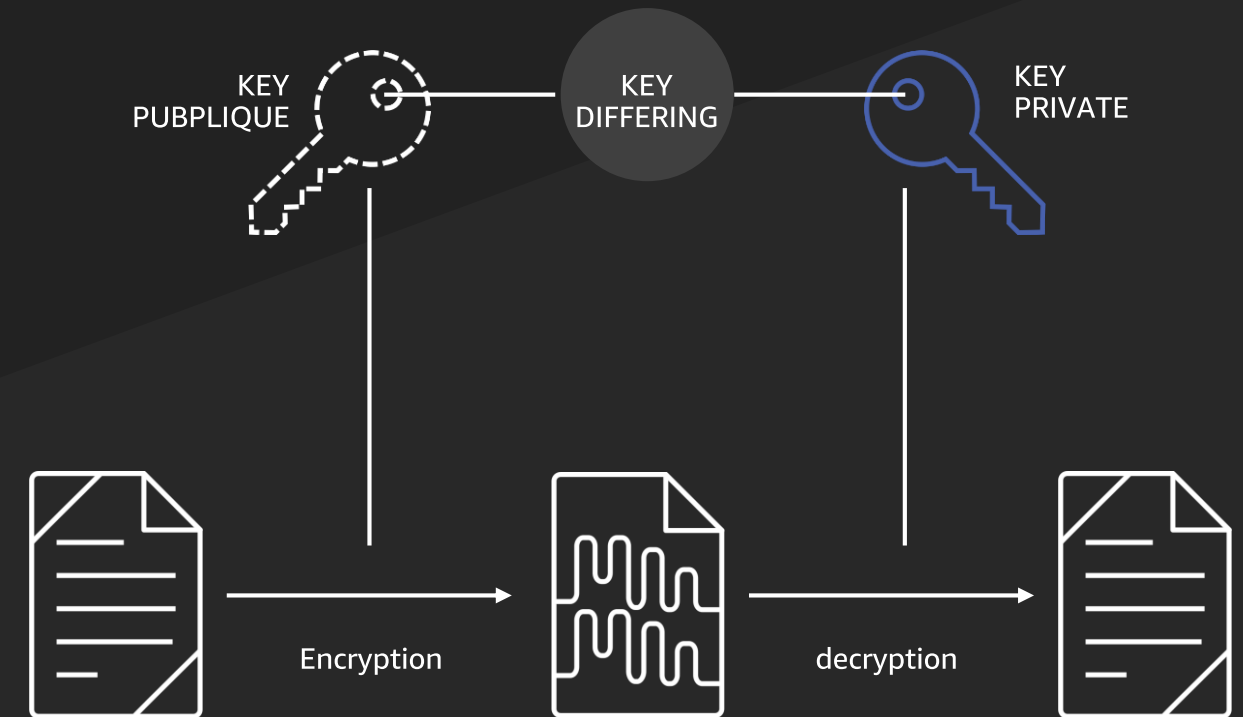 KEY
PUBPLIQUE
KEY
DIFFERING
KEY
PRIVATE
Encryption
decryption